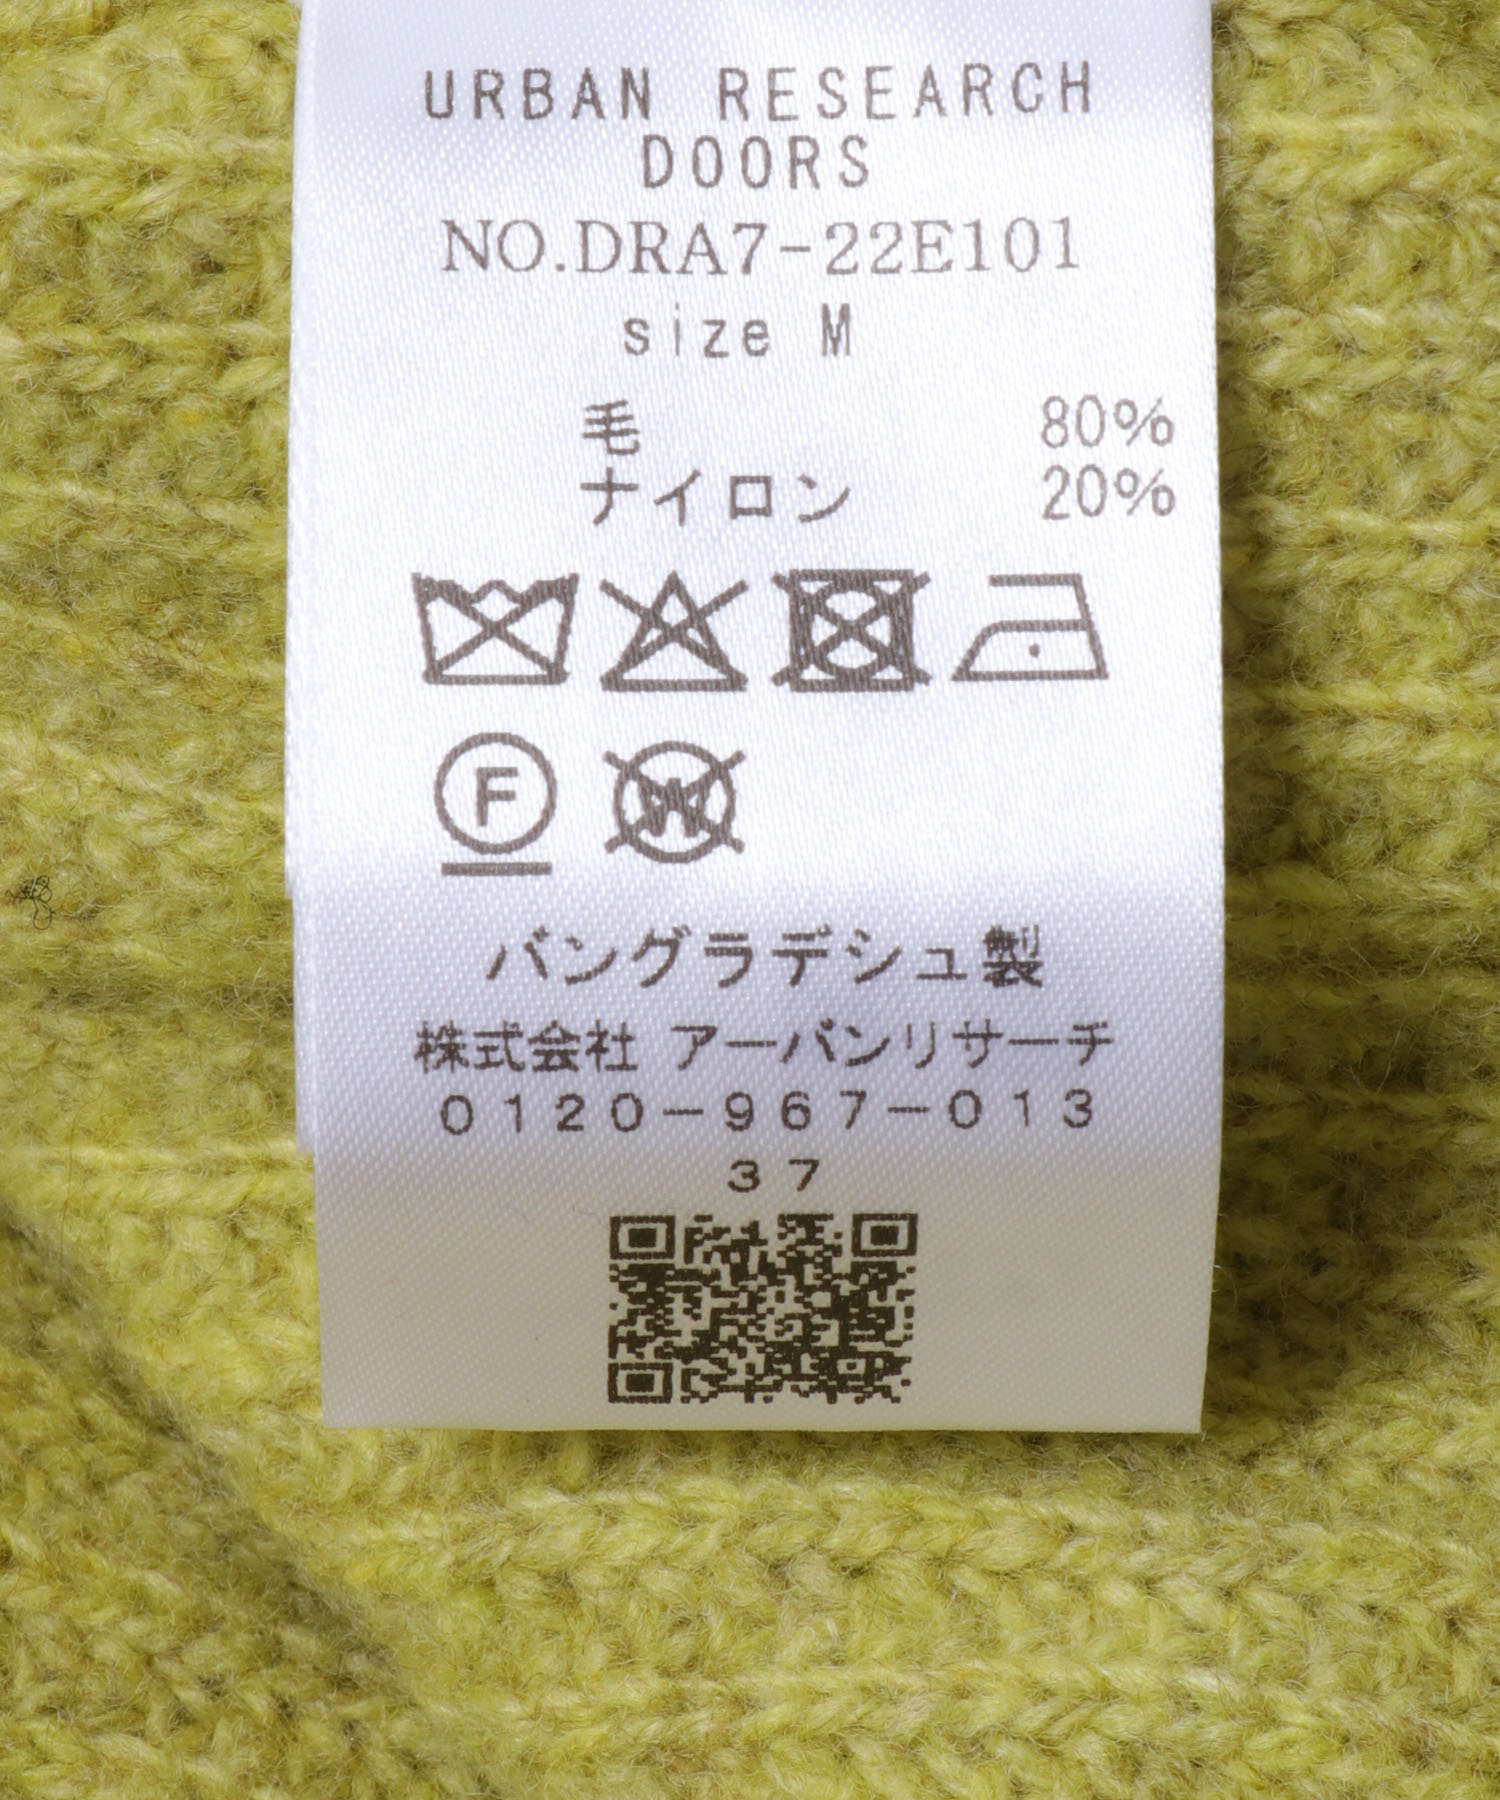 URBAN RESEARCH
DOORS
NO.DRA7-22E101
size M
毛 80%
ナイロン 20%
F W
バングラデシュ製
株式会社 アーバンリサーチ
0120-967-013
37